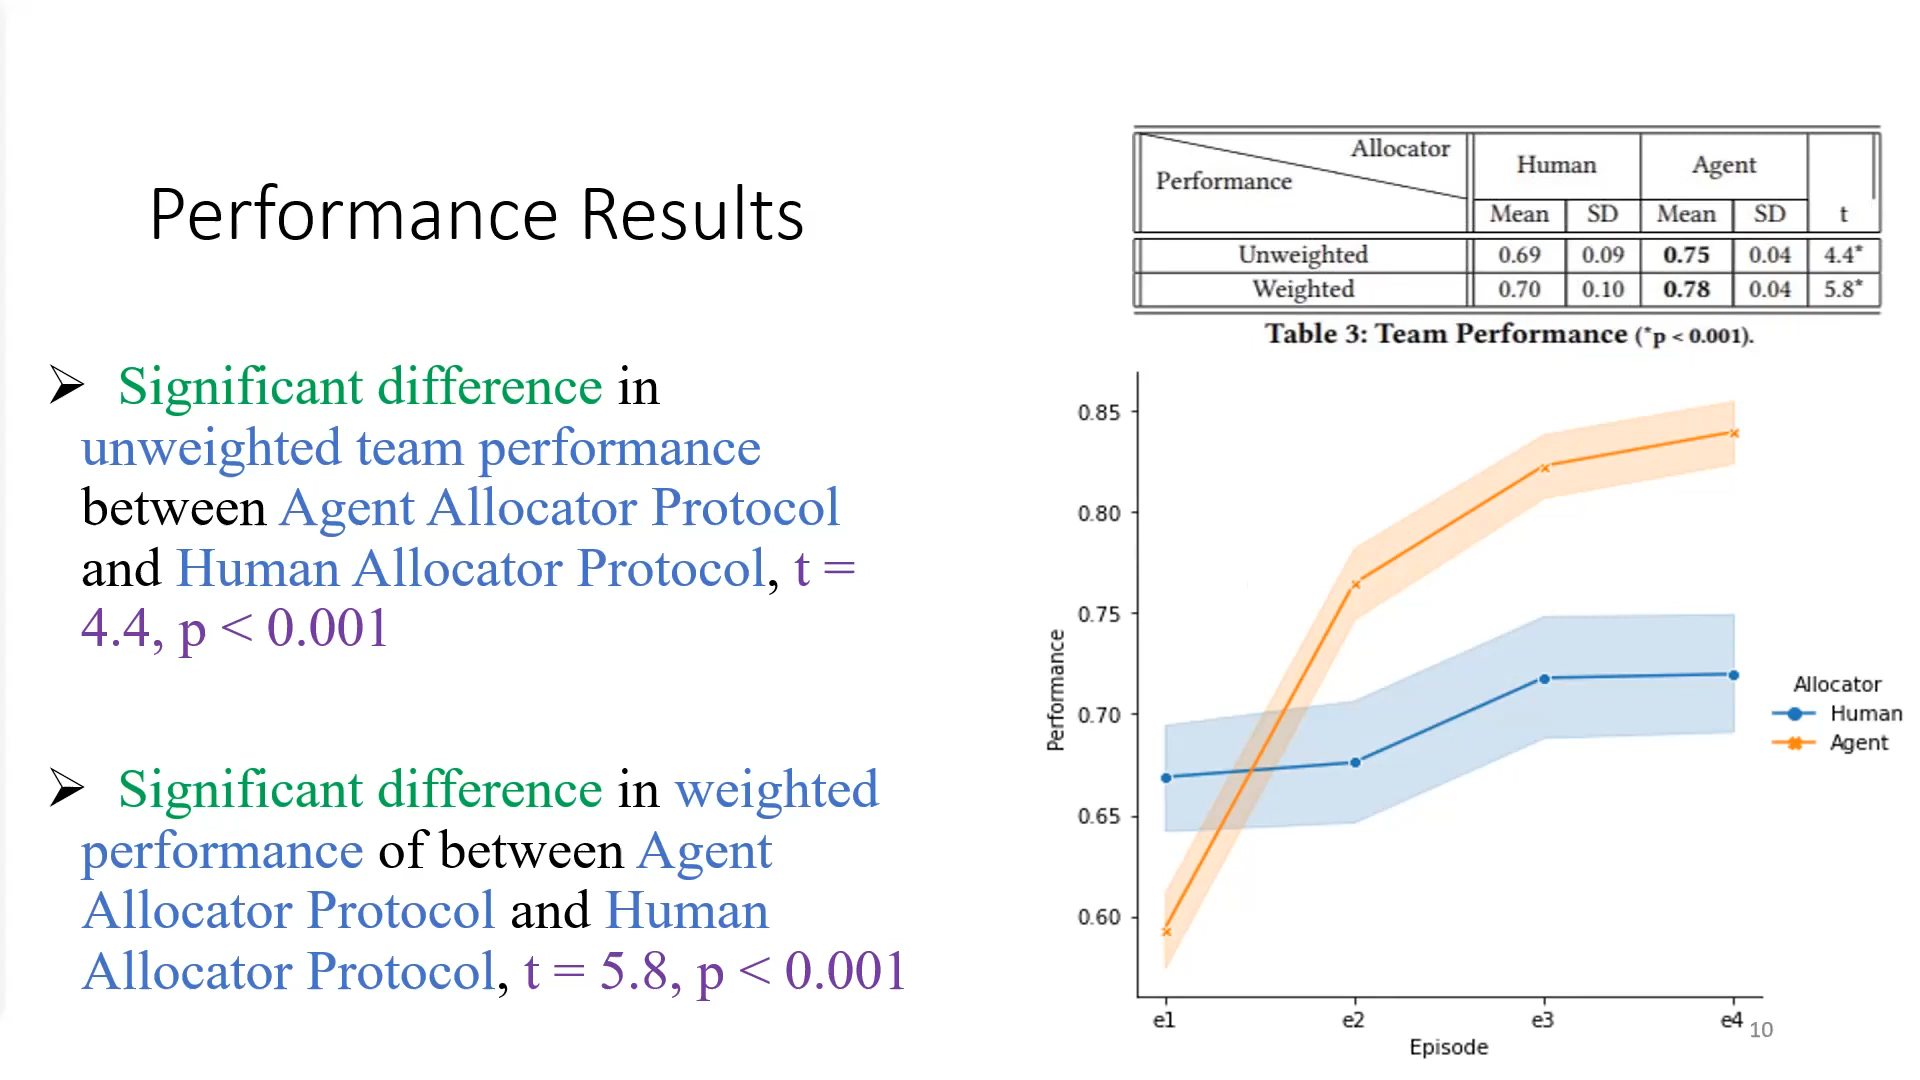 Performance Results
➢ Significant difference in
unweighted team performance
between Agent Allocator Protocol
and Human Allocator Protocol, t =
4.4, p < 0.001
➢ Significant difference in weighted
performance of between Agent
Allocator Protocol and Human
Allocator Protocol, t = 5.8, p < 0.001
Allocator
Performance
Human Agent
Mean SD Mean SD t
Unweighted 0.69 0.09 0.75 0.04 4.4*
Weighted 0.70 0.10 0.78 0.04 5.8*
Table 3: Team Performance (*p < 0.001).
0.85
0.80
0.75
0.70
0.65
0.60
Performance
e1 e2 e3 e4
Episode
Allocator
Human
Agent
10